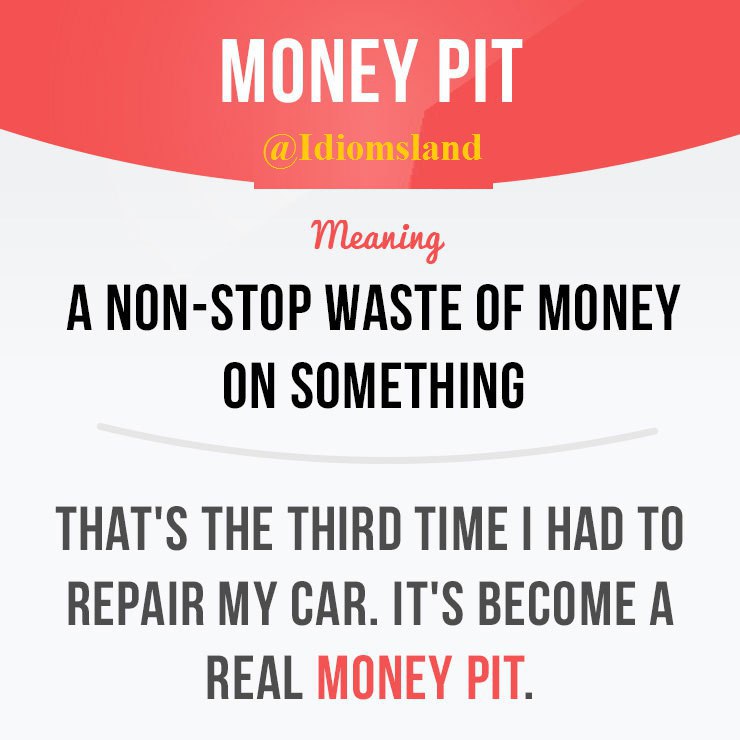 MONEY PIT
@Idiomsland
Meaning
A NON-STOP WASTE OF MONEY
ON SOMETHING
THAT'S THE THIRD TIME I HAD TO
REPAIR MY CAR. IT'S BECOME A
REAL MONEY PIT.